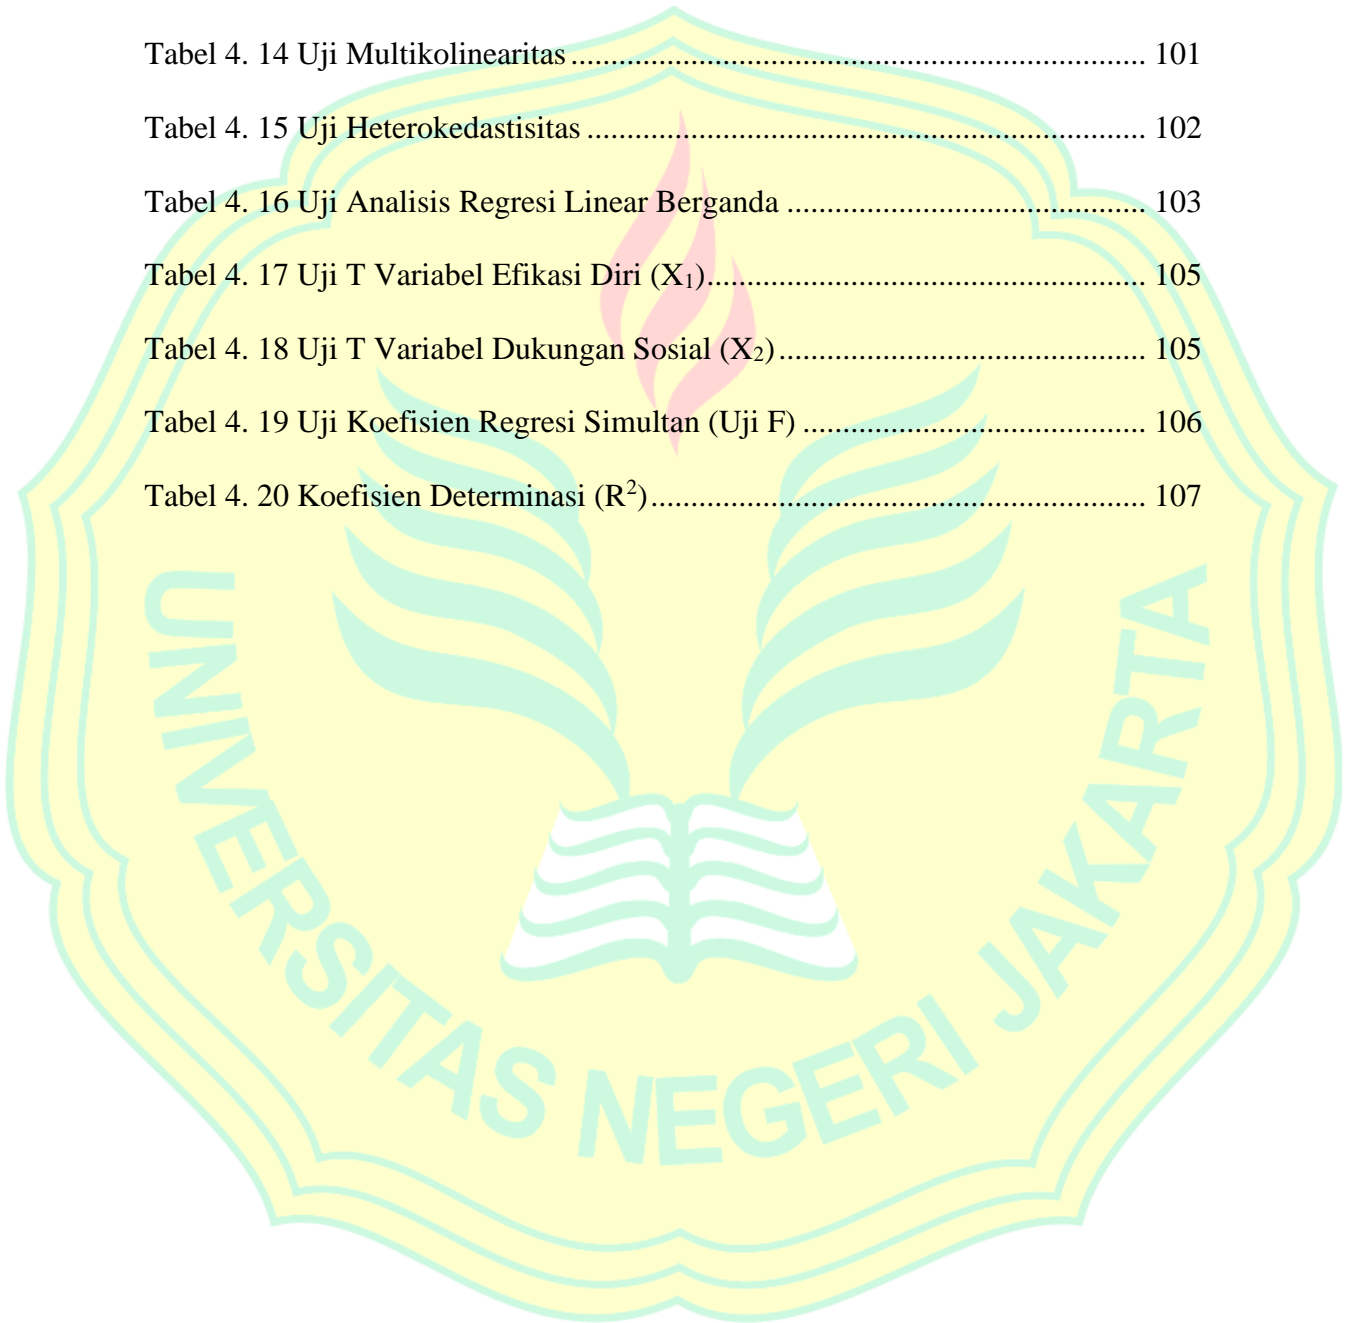 Tabel 4. 14 Uji Multikolinearitas ........................................................................ 101
Tabel 4. 15 Uji Heterokedastisitas ...................................................................... 102
Tabel 4. 16 Uji Analisis Regresi Linear Berganda ............................................. 103
Tabel 4. 17 Uji T Variabel Efikasi Diri (X₁)....................................................... 105
Tabel 4. 18 Uji T Variabel Dukungan Sosial (X₂).............................................. 105
Tabel 4. 19 Uji Koefisien Regresi Simultan (Uji F) ........................................... 106
Tabel 4. 20 Koefisien Determinasi (R²).............................................................. 107
UNIVERSITAS NEGERI JAKARTA